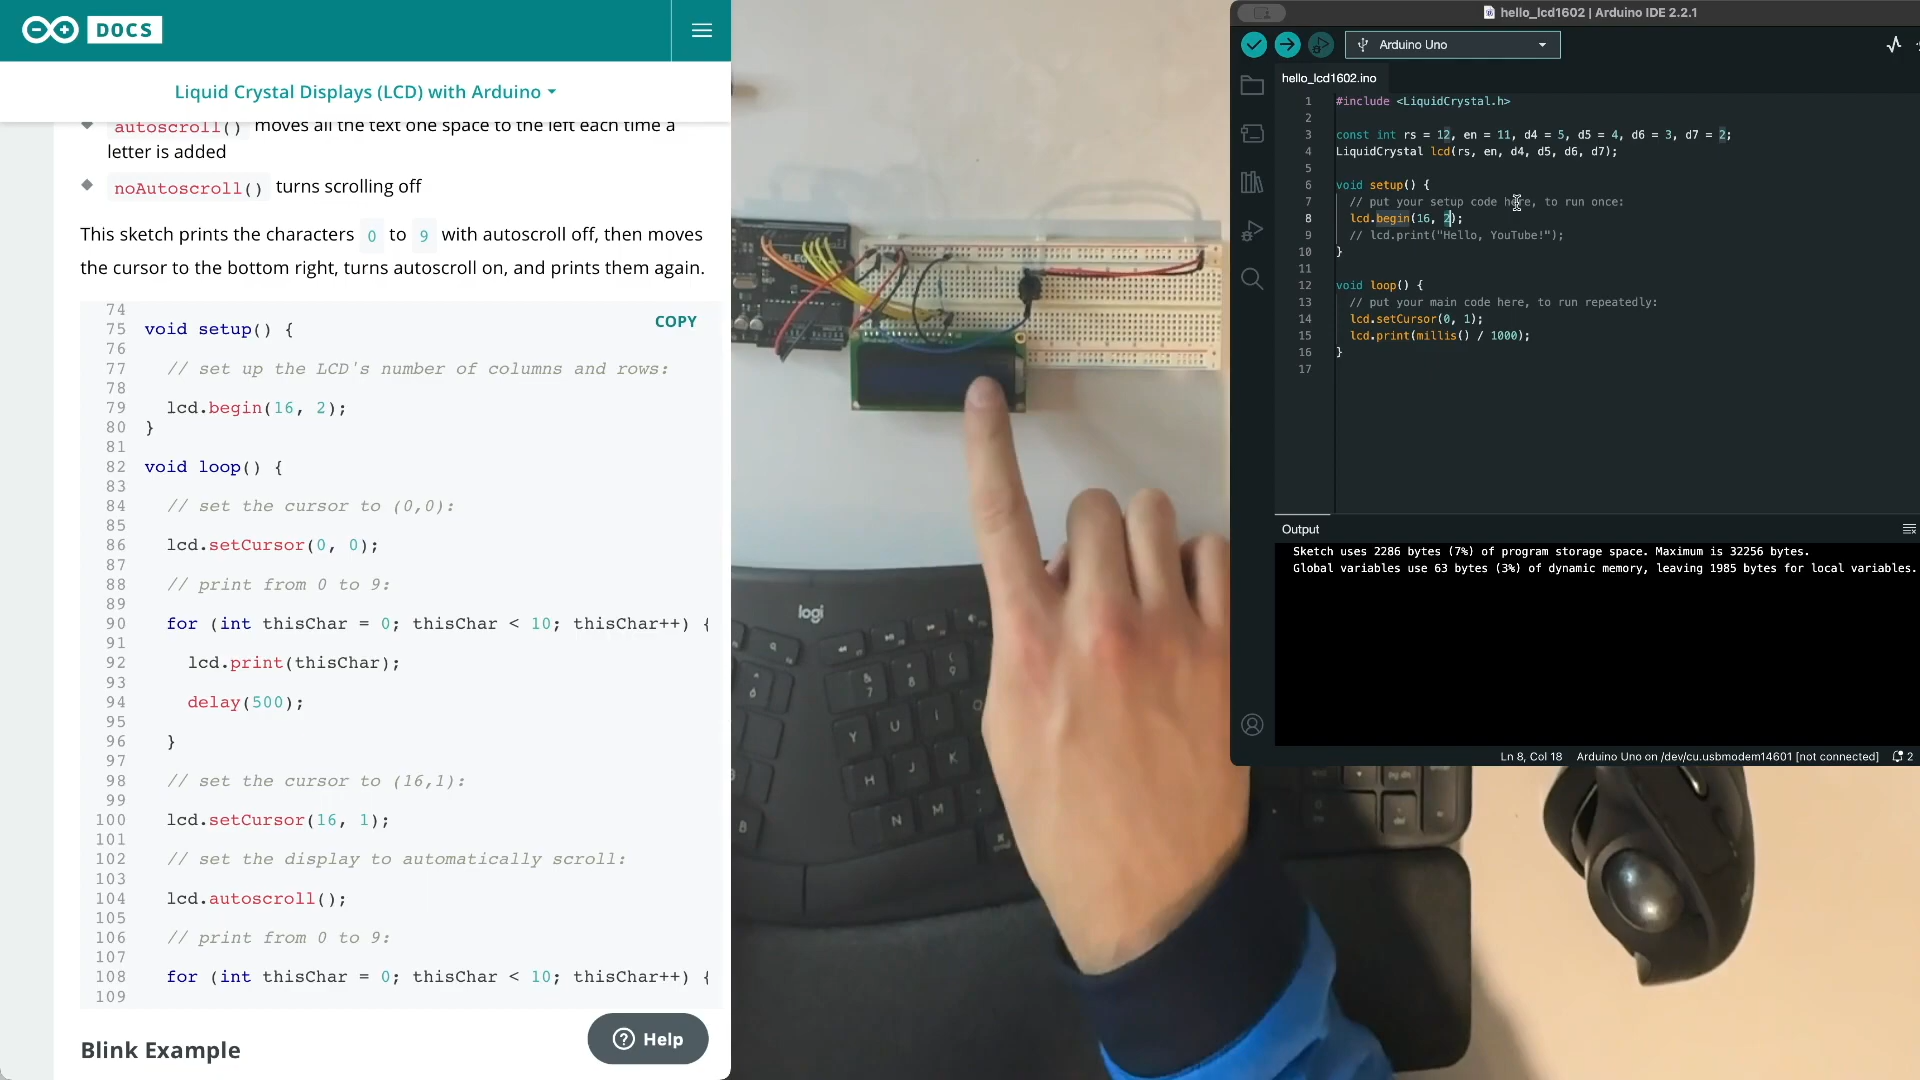 DOCS
Liquid Crystal Displays (LCD) with Arduino
autoscroll() moves all the text one space to the left each time a
letter is added
noAutoscroll() turns scrolling off
This sketch prints the characters 0 to 9 with autoscroll off, then moves
the cursor to the bottom right, turns autoscroll on, and prints them again.
COPY
74
75 void setup() {
76
77 // set up the LCD's number of columns and rows:
78
79 lcd.begin(16, 2);
80 }
81
82 void loop() {
83
84 // set the cursor to (0,0):
85
86 lcd.setCursor(0, 0);
87
88 // print from 0 to 9:
89
90 for (int thisChar = 0; thisChar < 10; thisChar++) {
91
92 lcd.print(thisChar);
93
94 delay(500);
95
96 }
97
98 // set the cursor to (16,1):
99
100 lcd.setCursor(16, 1);
101
102 // set the display to automatically scroll:
103
104 lcd.autoscroll();
105
106 // print from 0 to 9:
107
108 for (int thisChar = 0; thisChar < 10; thisChar++) {
109
Blink Example
Help
logi
7
8
9
Y
U
I
H
J
K
B
N
M
hello_lcd1602 | Arduino IDE 2.2.1
Arduino Uno
hello_lcd1602.ino
1 #include <LiquidCrystal.h>
2
3 const int rs = 12, en = 11, d4 = 5, d5 = 4, d6 = 3, d7 = 2;
4 LiquidCrystal lcd(rs, en, d4, d5, d6, d7);
5
6 void setup() {
7 // put your setup code here, to run once:
8 lcd.begin(16, 2);
9 // lcd.print("Hello, YouTube!");
10 }
11
12 void loop() {
13 // put your main code here, to run repeatedly:
14 lcd.setCursor(0, 1);
15 lcd.print(millis() / 1000);
16 }
17
Output
Sketch uses 2286 bytes (7%) of program storage space. Maximum is 32256 bytes.
Global variables use 63 bytes (3%) of dynamic memory, leaving 1985 bytes for local variables.
Ln 8, Col 18 Arduino Uno on /dev/cu.usbmodem14601 [not connected] 2